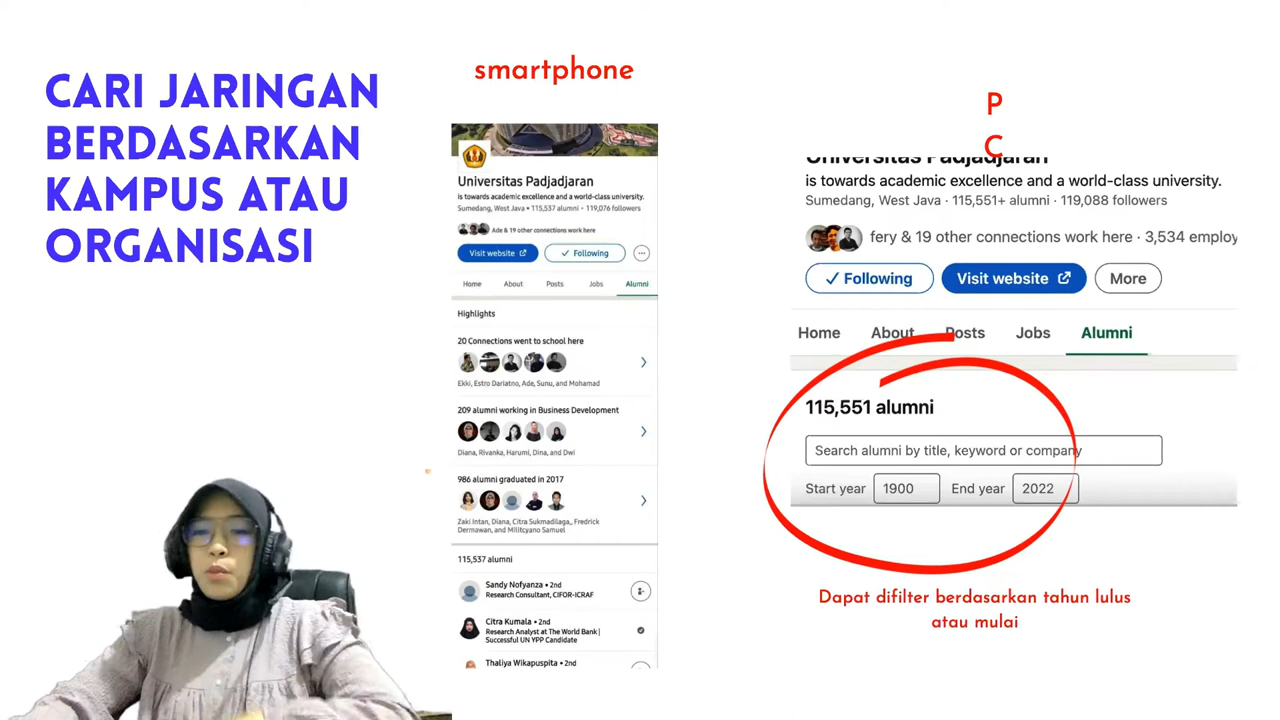 CARI JARINGAN
BERDASARKAN
KAMPUS ATAU
ORGANISASI
smartphone
Universitas Padjadjaran
is towards academic excellence and a world-class university.
Sumedang, West Java • 115,537 alumni • 119,076 followers
Ade & 19 other connections work here
Visit website
✓ Following
Home About Posts Jobs Alumni
Highlights
20 Connections went to school here
Ekki, Estro Dariatno, Ade, Sunu, and Mohamad
209 alumni working in Business Development
Diana, Rivanka, Harumi, Dina, and Dwi
986 alumni graduated in 2017
Zaki Intan, Diana, Citra Sukmadilaga,, Fredrick
Dermawan, and Militcyano Samuel
115,537 alumni
Sandy Nofyanza • 2nd
Research Consultant, CIFOR-ICRAF
Citra Kumala • 2nd
Research Analyst at The World Bank |
Successful UN YPP Candidate
Thaliya Wikapuspita • 2nd
P
C
Universitas Padjadjaran
is towards academic excellence and a world-class university.
Sumedang, West Java · 115,551+ alumni · 119,088 followers
fery & 19 other connections work here · 3,534 employ
✓ Following
Visit website
More
Home About Posts Jobs Alumni
115,551 alumni
Search alumni by title, keyword or company
Start year 1900 End year 2022
Dapat difilter berdasarkan tahun lulus
atau mulai